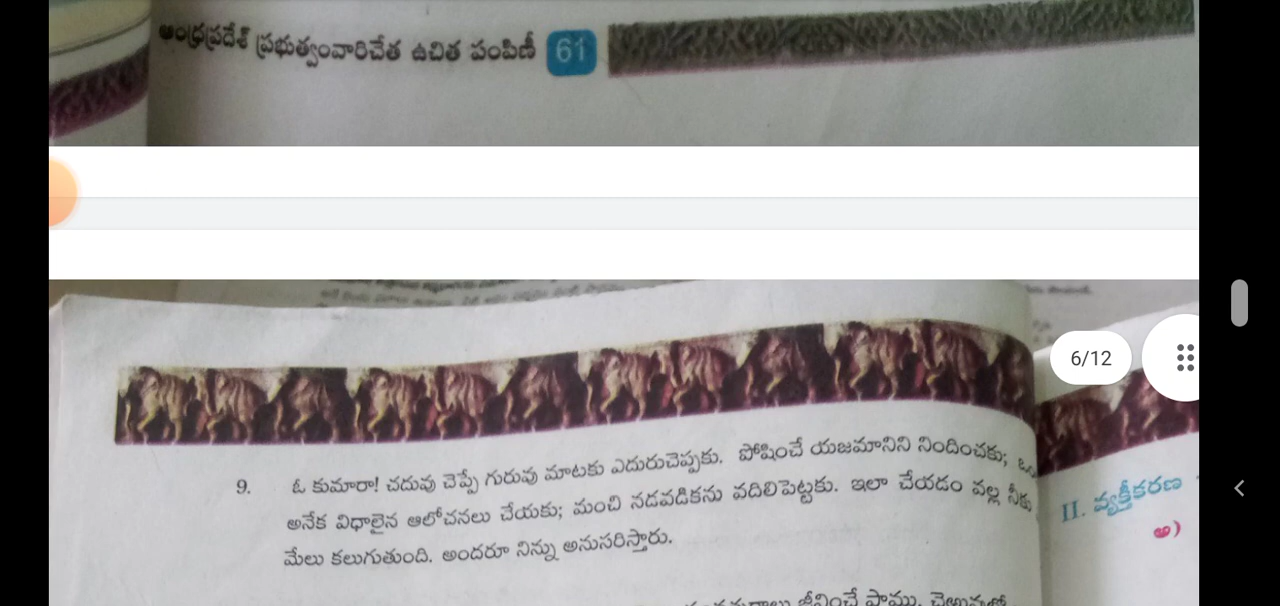 ఆంధ్రప్రదేశ్ ప్రభుత్వంవారిచేత ఉచిత పంపిణీ 61
6/12
9. ఓ కుమారా! చదువు చెప్పే గురువు మాటకు ఎదురుచెప్పకు. పోషించే యజమానిని నిందించకు;
అనేక విధాలైన ఆలోచనలు చేయకు; మంచి నడవడికను వదిలిపెట్టకు. ఇలా చేయడం వల్ల నీకు
మేలు కలుగుతుంది. అందరూ నిన్ను అనుసరిస్తారు.
జీవించే పాము, చెఱువులో
II. వ్యక్తీకరణ
అ)